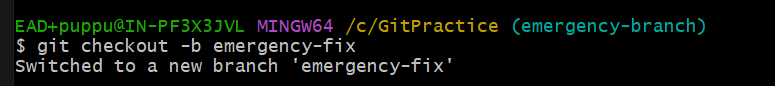 EAD+puppu@IN-PF3X3JVL MINGW64 /c/GitPractice (emergency-branch)
$ git checkout -b emergency-fix
Switched to a new branch 'emergency-fix'